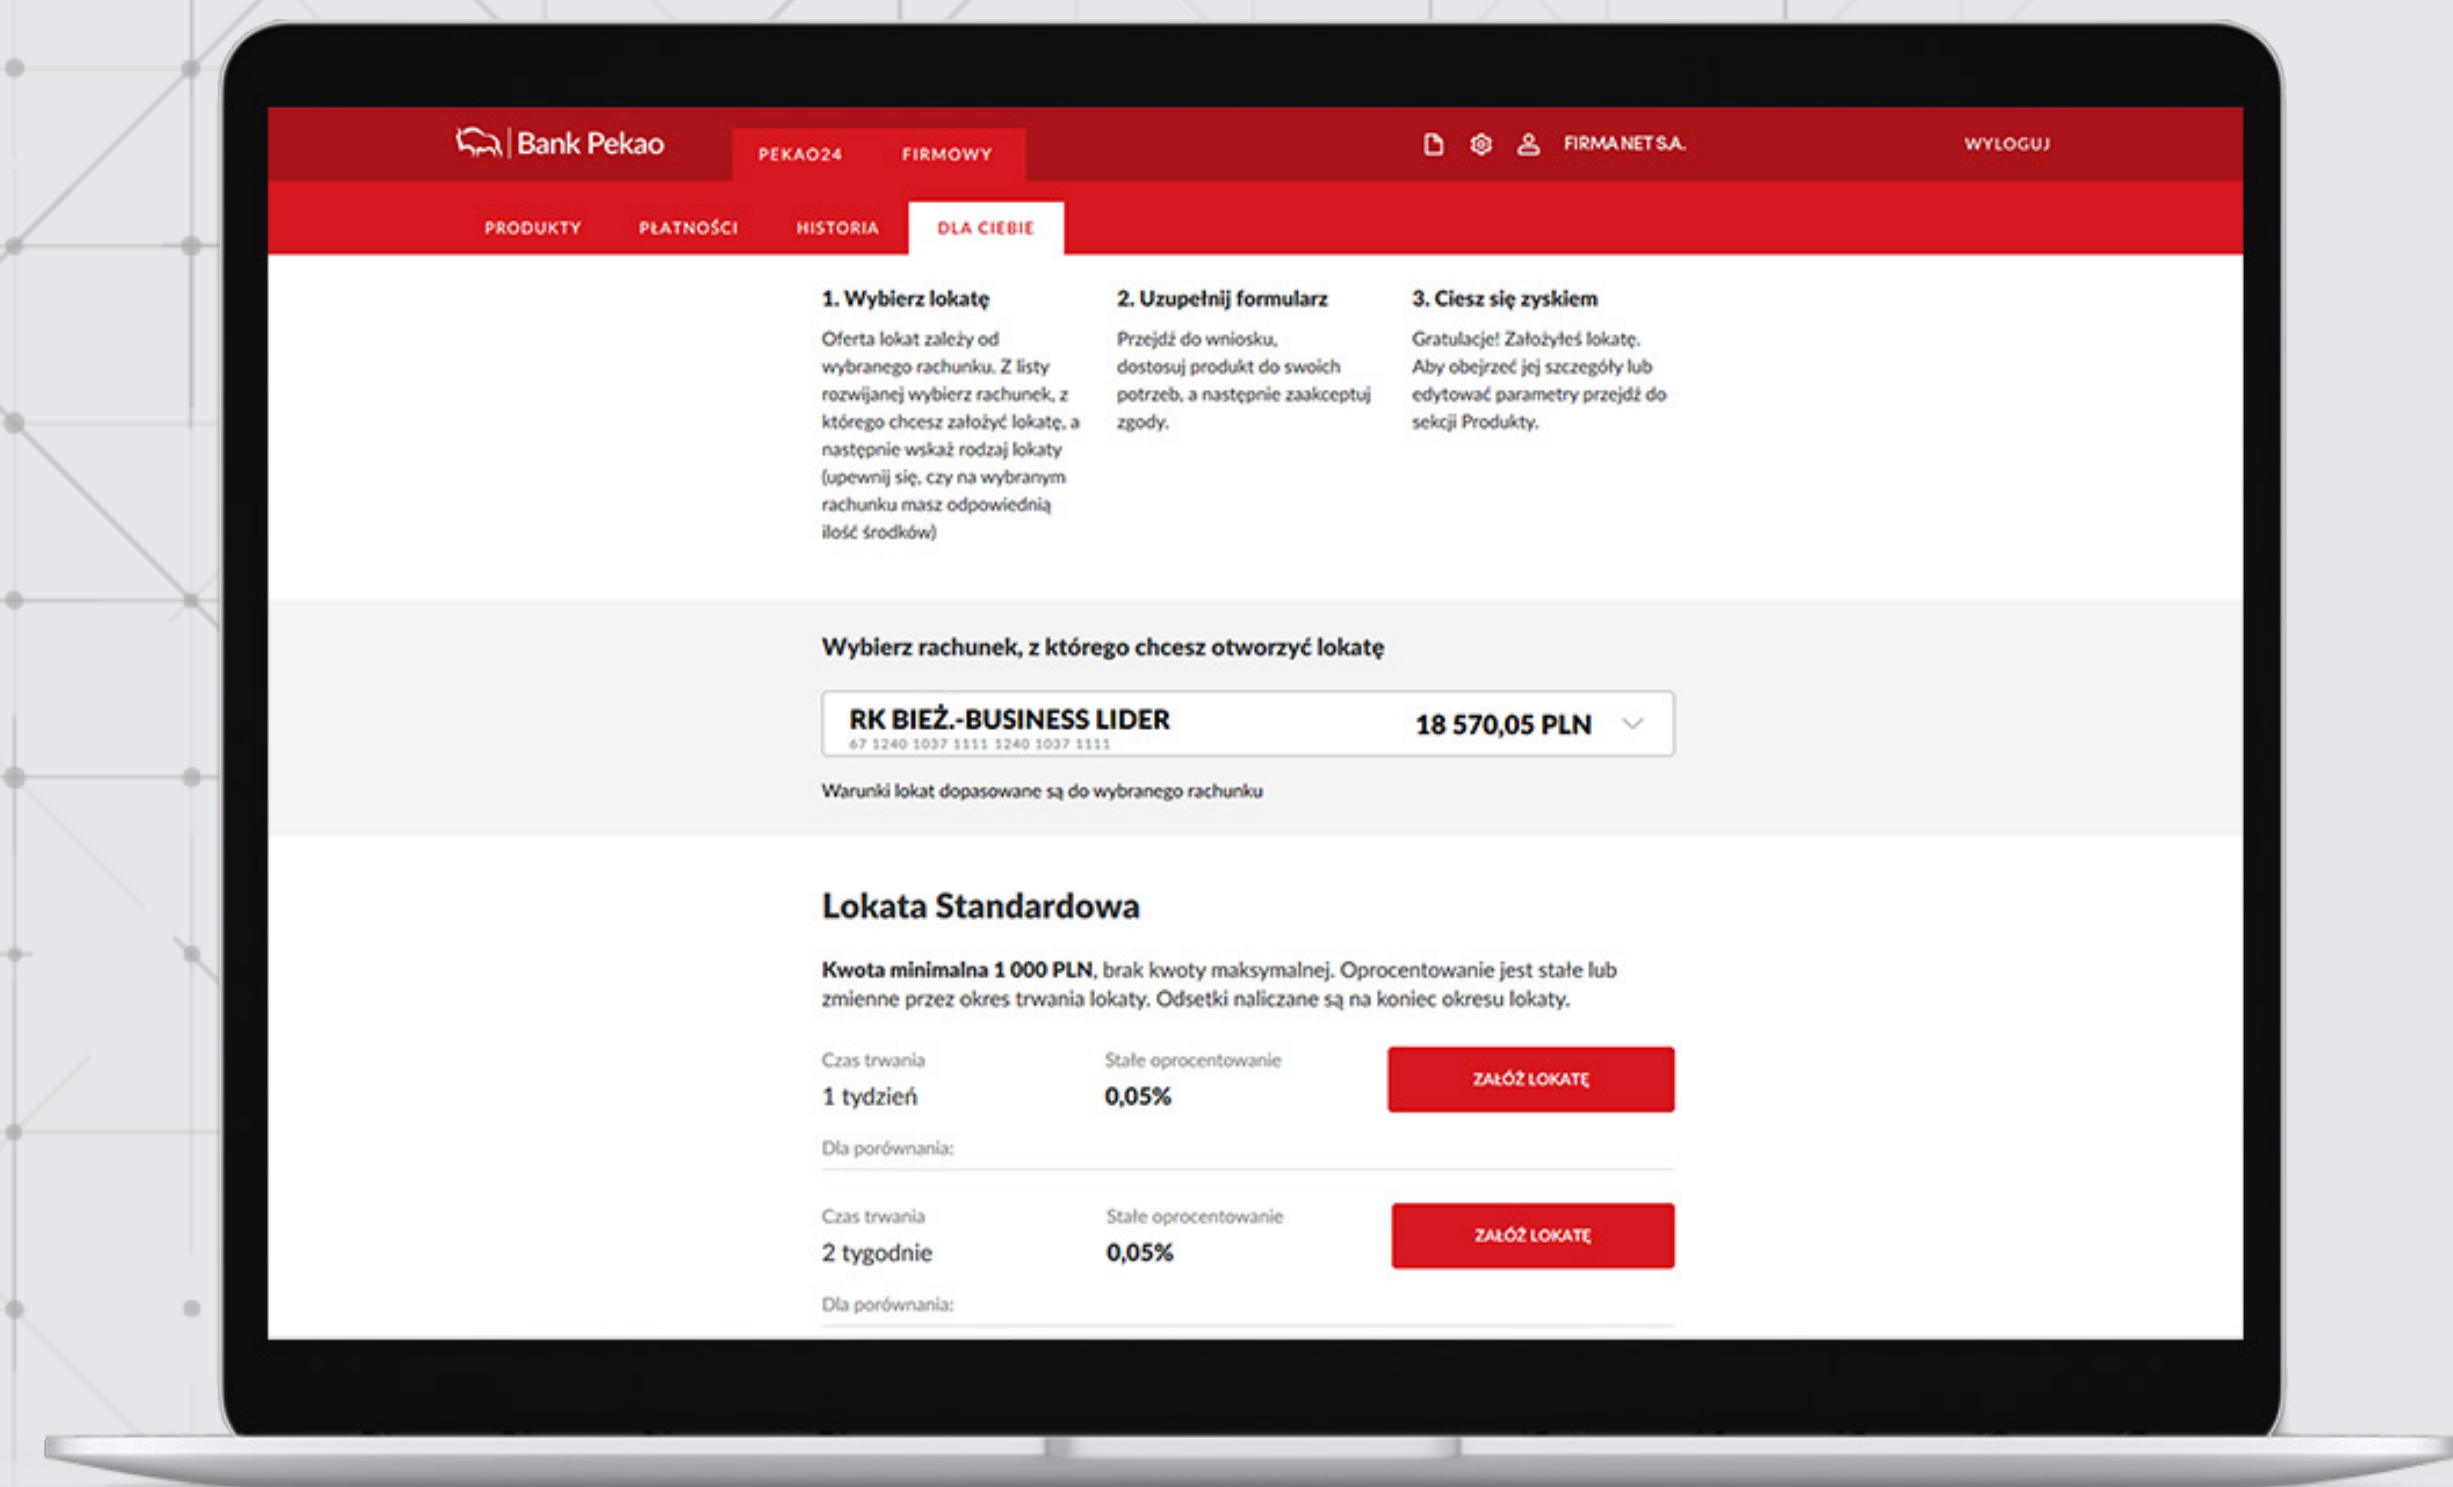 Bank Pekao
PEKAO24
FIRMOWY
FIRMA NET S.A.
WYLOGUJ
PRODUKTY
PŁATNOŚCI
HISTORIA
DLA CIEBIE
1. Wybierz lokatę
Oferta lokat zależy od
wybranego rachunku. Z listy
rozwijanej wybierz rachunek, z
którego chcesz założyć lokatę, a
następnie wskaż rodzaj lokaty
(upewnij się, czy na wybranym
rachunku masz odpowiednią
ilość środków)
2. Uzupełnij formularz
Przejdź do wniosku,
dostosuj produkt do swoich
potrzeb, a następnie zaakceptuj
zgody.
3. Ciesz się zyskiem
Gratulacje! Założyłeś lokatę.
Aby obejrzeć jej szczegóły lub
edytować parametry przejdź do
sekcji Produkty.
Wybierz rachunek, z którego chcesz otworzyć lokatę
RK BIEŻ.-BUSINESS LIDER
67 1240 1037 1111 1240 1037 1111
18 570,05 PLN
Warunki lokat dopasowane są do wybranego rachunku
Lokata Standardowa
Kwota minimalna 1 000 PLN, brak kwoty maksymalnej. Oprocentowanie jest stałe lub
zmienne przez okres trwania lokaty. Odsetki naliczane są na koniec okresu lokaty.
Czas trwania
1 tydzień
Stałe oprocentowanie
0,05%
ZAŁÓŻ LOKATĘ
Dla porównania:
Czas trwania
2 tygodnie
Stałe oprocentowanie
0,05%
ZAŁÓŻ LOKATĘ
Dla porównania: